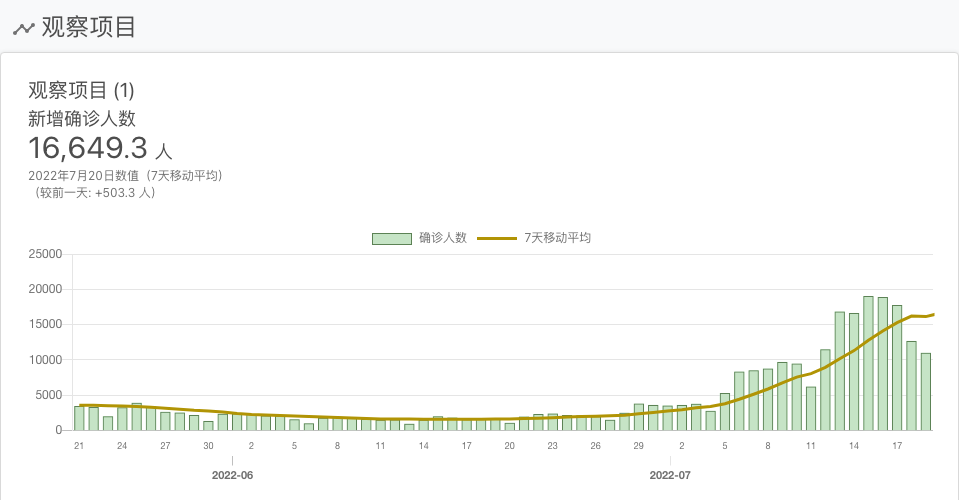 观察项目
观察项目 (1)
新增确诊人数
16,649.3 人
2022年7月20日数值（7天移动平均）
（较前一天: +503.3 人）
确诊人数 7天移动平均
25000
20000
15000
10000
5000
0
21 24 27 30 2 5 8 11 14 17 20 23 26 29 2 5 8 11 14 17
2022-06 2022-07